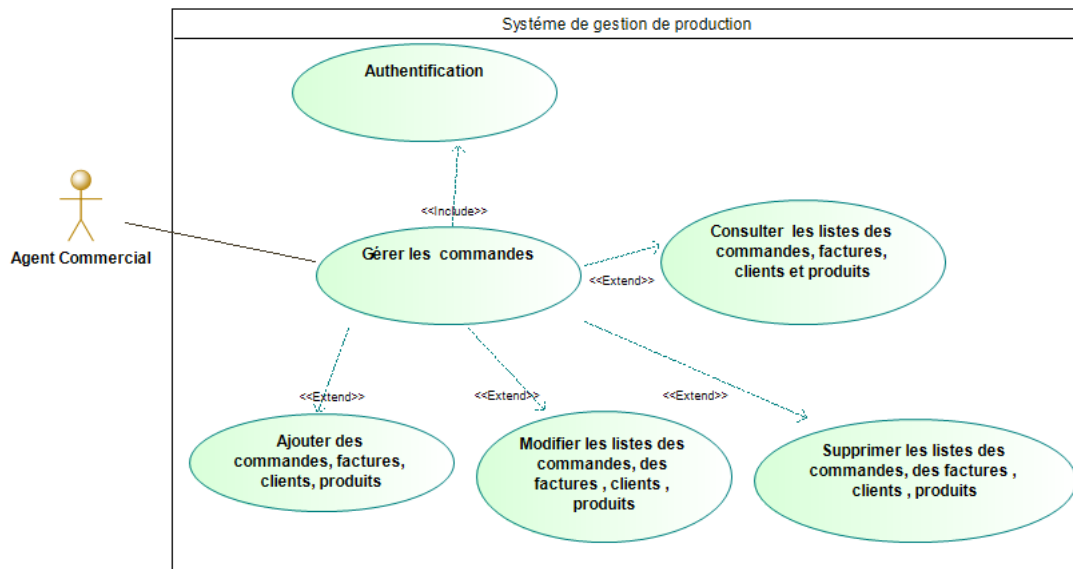 Systéme de gestion de production
Authentification
<<Include>>
Agent Commercial
Gérer les commandes
Consulter les listes des
commandes, factures,
clients et produits
<<Extend>>
<<Extend>>
<<Extend>>
<<Extend>>
Ajouter des
commandes, factures,
clients, produits
Modifier les listes des
commandes, des
factures , clients ,
produits
Supprimer les listes des
commandes, des factures ,
clients , produits